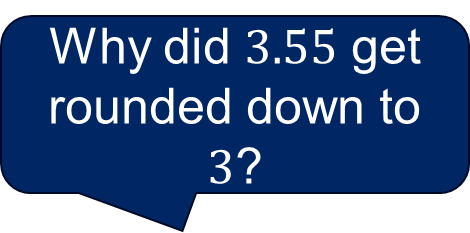 Why did 3.55 get
rounded down to
3?